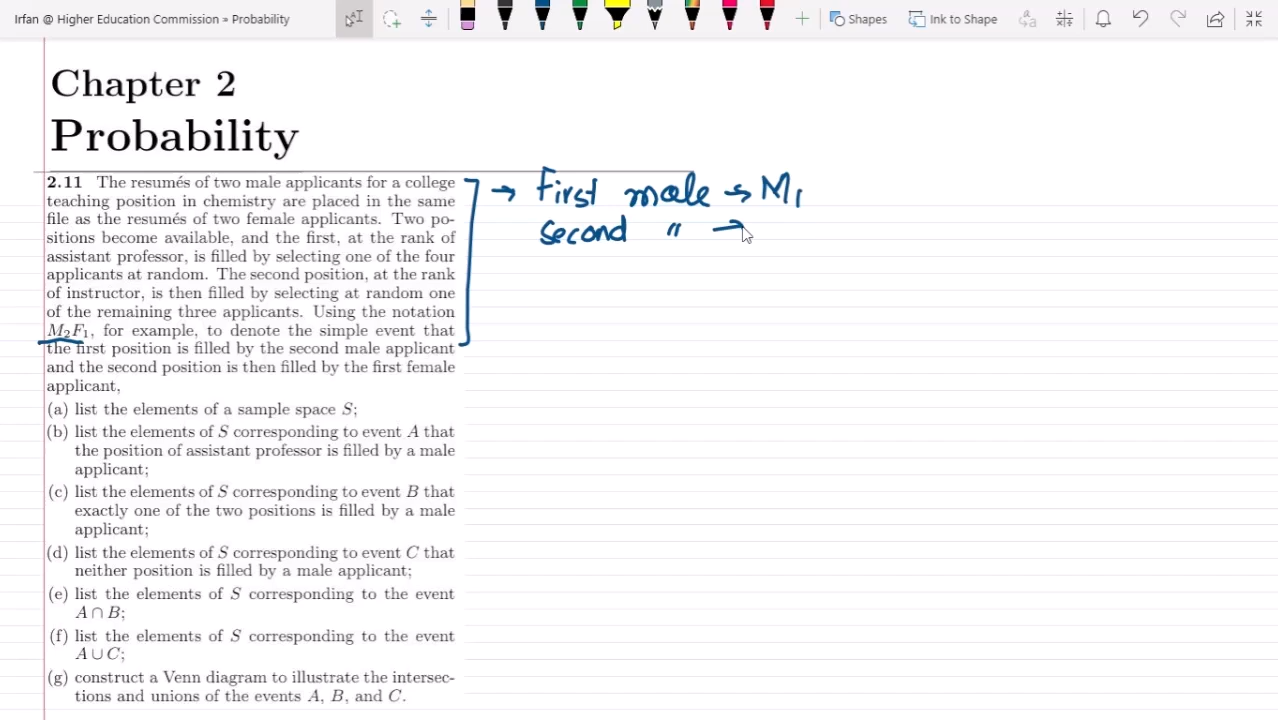 Irfan @ Higher Education Commission » Probability
Shapes
Ink to Shape
Chapter 2
Probability
2.11 The resumés of two male applicants for a college
teaching position in chemistry are placed in the same
file as the resumés of two female applicants. Two po-
sitions become available, and the first, at the rank of
assistant professor, is filled by selecting one of the four
applicants at random. The second position, at the rank
of instructor, is then filled by selecting at random one
of the remaining three applicants. Using the notation
M₂F₁, for example, to denote the simple event that
the first position is filled by the second male applicant
and the second position is then filled by the first female
applicant,
(a) list the elements of a sample space S;
(b) list the elements of S corresponding to event A that
the position of assistant professor is filled by a male
applicant;
(c) list the elements of S corresponding to event B that
exactly one of the two positions is filled by a male
applicant;
(d) list the elements of S corresponding to event C that
neither position is filled by a male applicant;
(e) list the elements of S corresponding to the event
A ∩ B;
(f) list the elements of S corresponding to the event
A ∪ C;
(g) construct a Venn diagram to illustrate the intersec-
tions and unions of the events A, B, and C.
→ First male → M₁
second " →